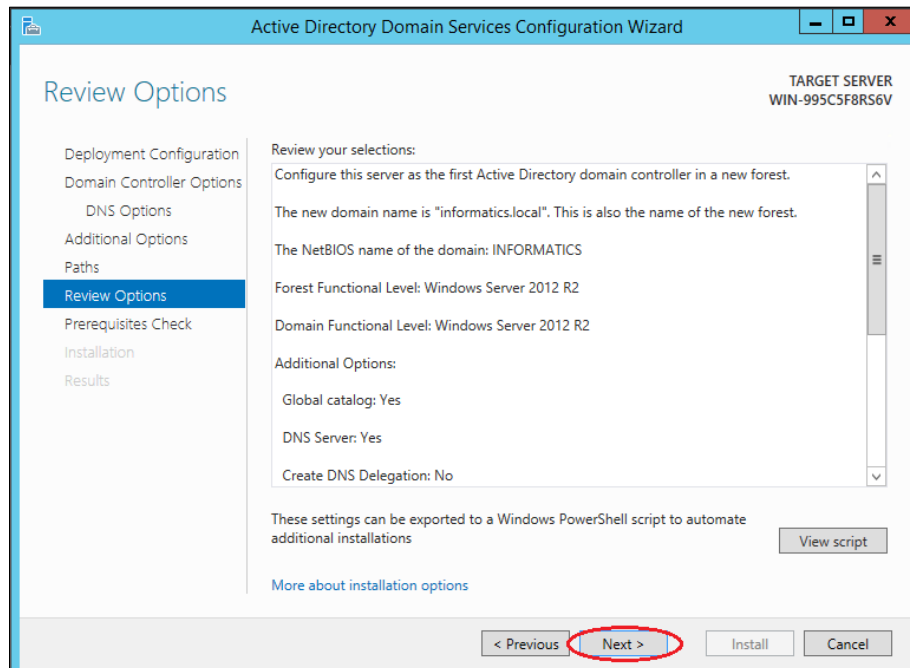 Active Directory Domain Services Configuration Wizard
Review Options
TARGET SERVER
WIN-995C5F8RS6V
Deployment Configuration
Domain Controller Options
DNS Options
Additional Options
Paths
Review Options
Prerequisites Check
Installation
Results
Review your selections:
Configure this server as the first Active Directory domain controller in a new forest.
The new domain name is "informatics.local". This is also the name of the new forest.
The NetBIOS name of the domain: INFORMATICS
Forest Functional Level: Windows Server 2012 R2
Domain Functional Level: Windows Server 2012 R2
Additional Options:
Global catalog: Yes
DNS Server: Yes
Create DNS Delegation: No
These settings can be exported to a Windows PowerShell script to automate
additional installations
View script
More about installation options
< Previous
Next >
Install
Cancel